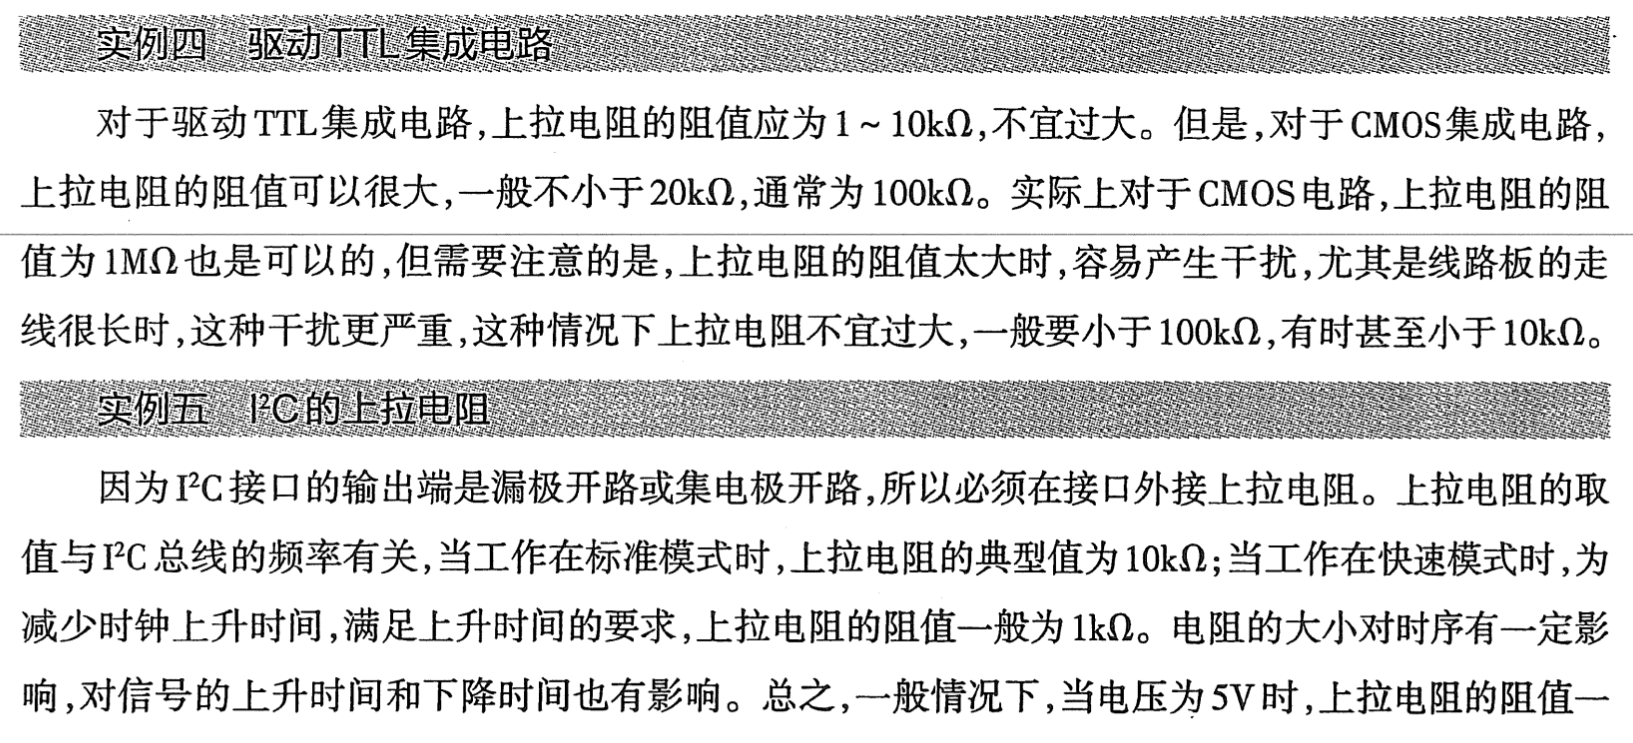 实例四 驱动TTL集成电路
对于驱动TTL集成电路,上拉电阻的阻值应为1~10kΩ,不宜过大。但是,对于CMOS集成电路,
上拉电阻的阻值可以很大,一般不小于20kΩ,通常为100kΩ。实际上对于CMOS电路,上拉电阻的阻
值为1MΩ也是可以的,但需要注意的是,上拉电阻的阻值太大时,容易产生干扰,尤其是线路板的走
线很长时,这种干扰更严重,这种情况下上拉电阻不宜过大,一般要小于100kΩ,有时甚至小于10kΩ。
实例五 I²C的上拉电阻
因为I²C接口的输出端是漏极开路或集电极开路,所以必须在接口外接上拉电阻。上拉电阻的取
值与I²C总线的频率有关,当工作在标准模式时,上拉电阻的典型值为10kΩ;当工作在快速模式时,为
减少时钟上升时间,满足上升时间的要求,上拉电阻的阻值一般为1kΩ。电阻的大小对时序有一定影
响,对信号的上升时间和下降时间也有影响。总之,一般情况下,当电压为5V时,上拉电阻的阻值一